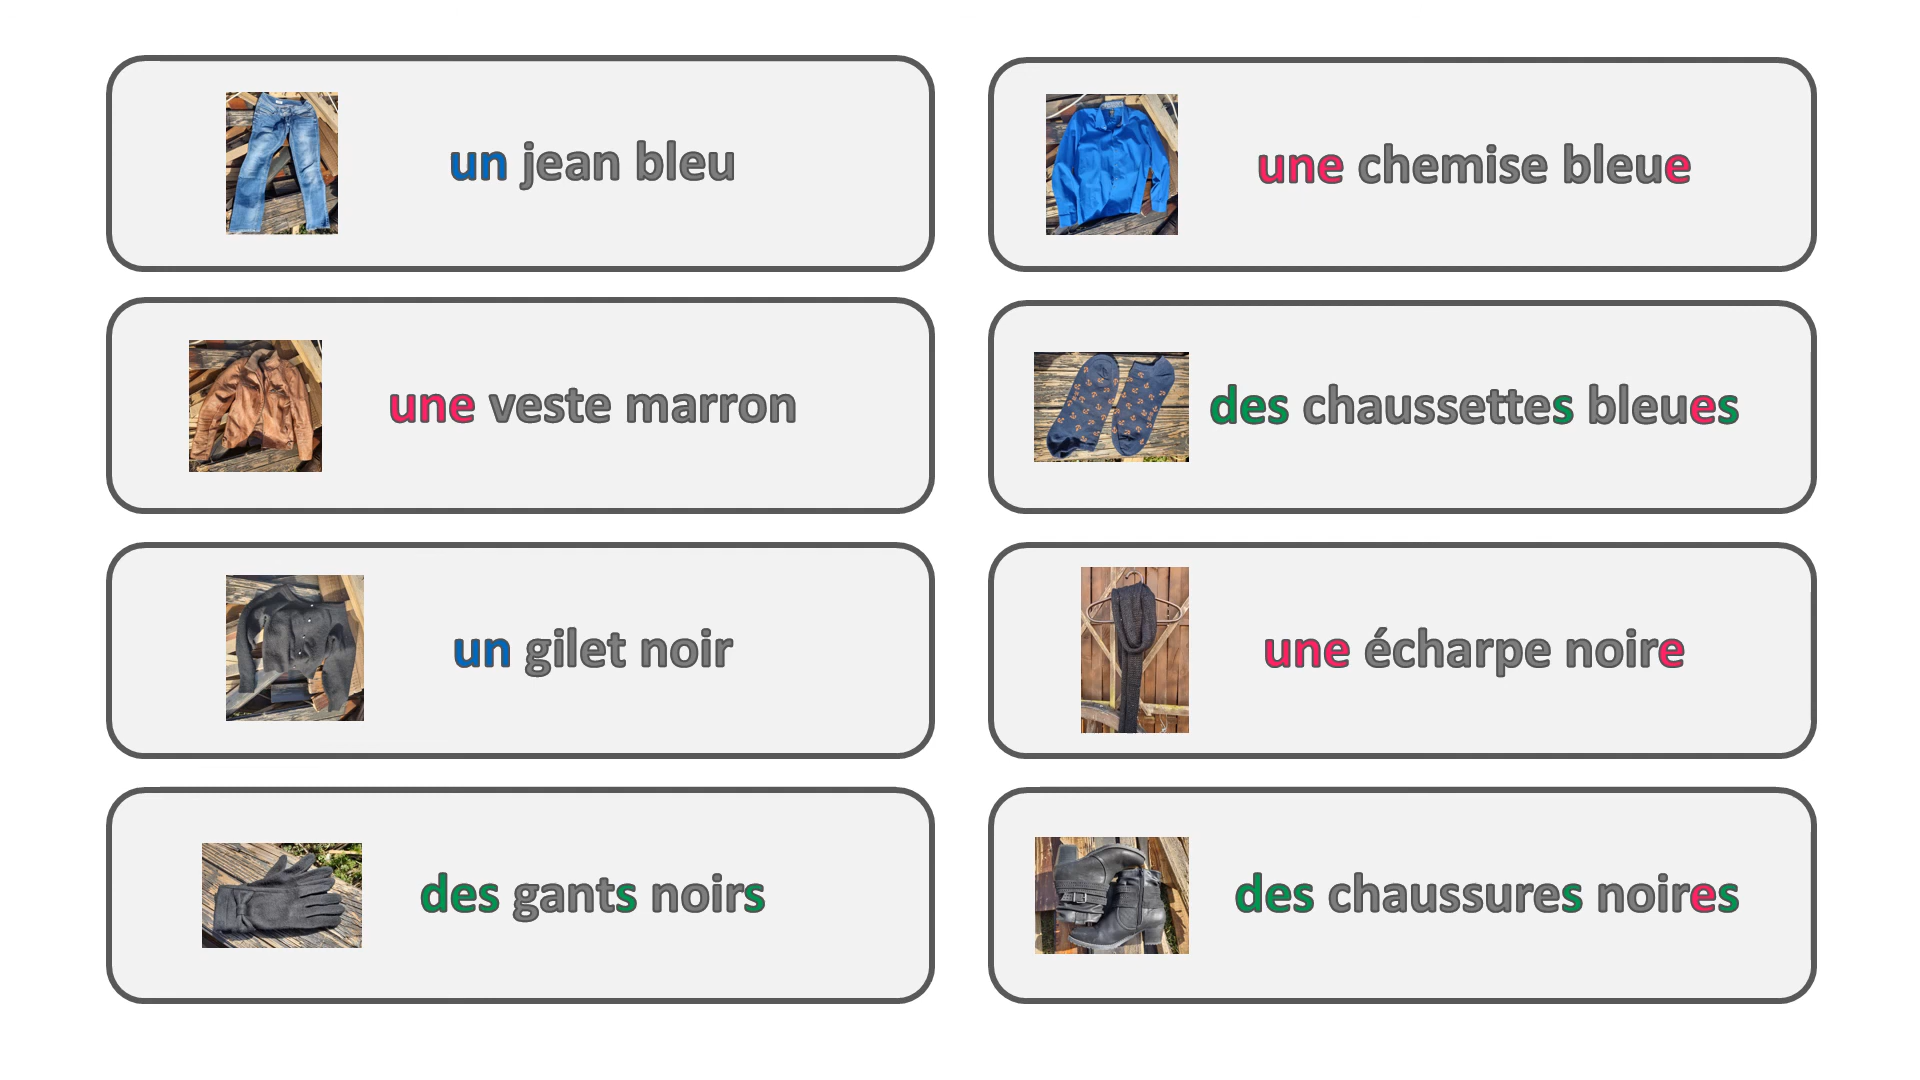 un jean bleu
une chemise bleue
une veste marron
des chaussettes bleues
un gilet noir
une écharpe noire
des gants noirs
des chaussures noires